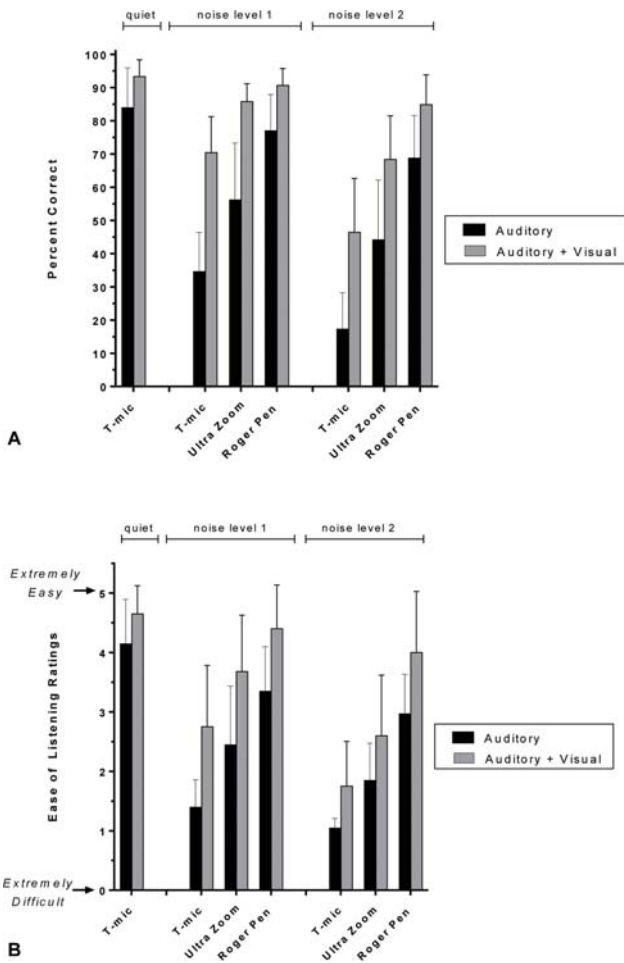 quiet noise level 1 noise level 2
100
90
80
70
60
50
40
30
20
10
0
Percent Correct
T-mic T-mic Ultra Zoom Roger Pen T-mic Ultra Zoom Roger Pen
Auditory
Auditory + Visual
A
quiet noise level 1 noise level 2
Extremely
Easy
5
4
3
2
1
0
Ease of Listening Ratings
Extremely
Difficult
T-mic T-mic Ultra Zoom Roger Pen T-mic Ultra Zoom Roger Pen
Auditory
Auditory + Visual
B